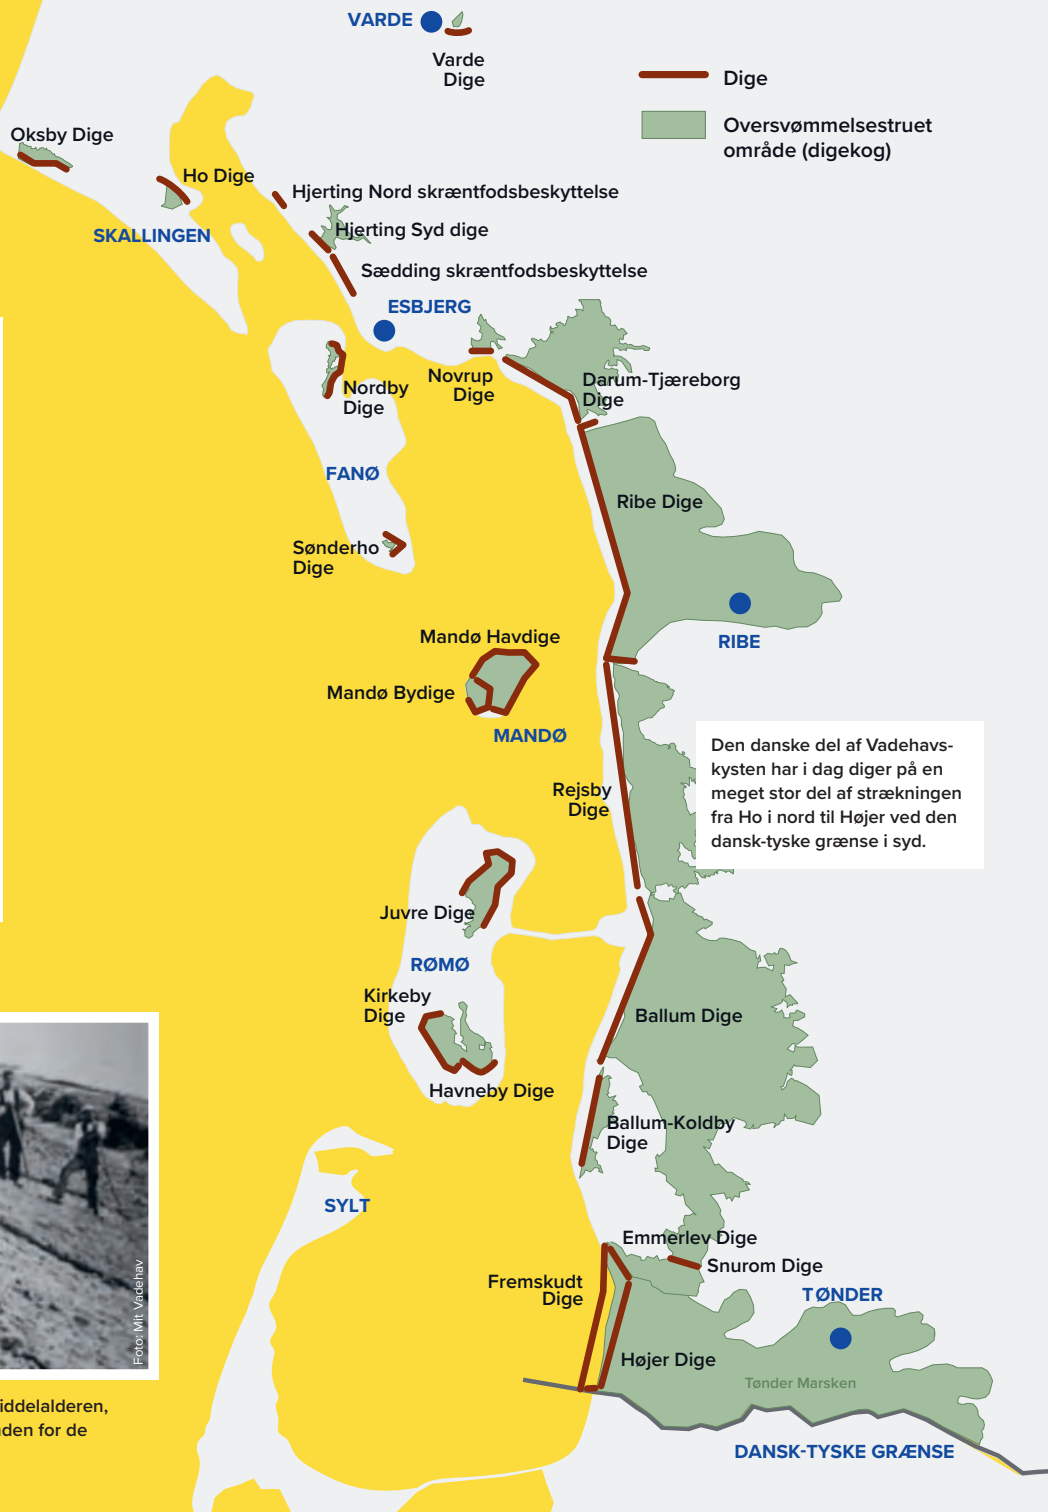 VARDE
Varde
Dige
Dige
Oversvømmelsestruet
område (digekog)
Oksby Dige
Ho Dige
SKALLINGEN
Hjerting Nord skræntfodsbeskyttelse
Hjerting Syd dige
Sædding skræntfodsbeskyttelse
ESBJERG
Novrup
Dige
Darum-Tjæreborg
Dige
Nordby
Dige
FANØ
Ribe Dige
Sønderho
Dige
RIBE
Mandø Havdige
Mandø Bydige
MANDØ
Den danske del af Vadehavs-
kysten har i dag diger på en
meget stor del af strækningen
fra Ho i nord til Højer ved den
dansk-tyske grænse i syd.
Rejsby
Dige
Juvre Dige
RØMØ
Kirkeby
Dige
Ballum Dige
Havneby Dige
Ballum-Koldby
Dige
SYLT
Emmerlev Dige
Snurom Dige
Fremskudt
Dige
TØNDER
Højer Dige
Tønder Marsken
DANSK-TYSKE GRÆNSE
Foto: Mit Vadehav
iddelalderen,
den for de